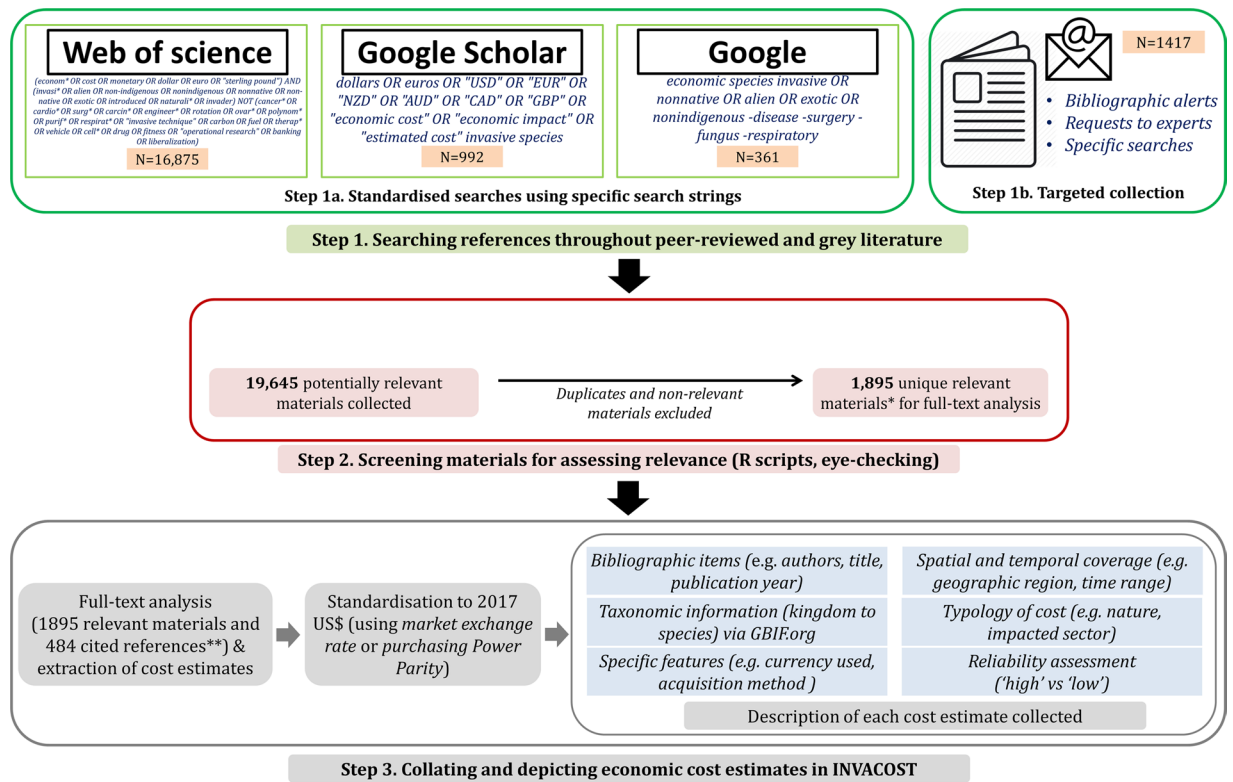 Web of science
(econom* OR cost OR monetary OR dollar OR euro OR "sterling pound") AND
(invasi* OR alien OR non-indigenous OR nonindigenous OR nonnative OR non-
native OR exotic OR introduced OR naturali* OR invader) NOT (cancer* OR
cardio* OR surg* OR carcin* OR engineer* OR rotation OR ovar* OR polynom*
OR purif* OR respirat* OR "invasive technique" OR carbon OR fuel OR therap*
OR vehicle OR cell* OR drug OR fitness OR "operational research" OR banking
OR liberalization)
N=16,875
Google Scholar
dollars OR euros OR "USD" OR "EUR" OR
"NZD" OR "AUD" OR "CAD" OR "GBP" OR
"economic cost" OR "economic impact" OR
"estimated cost" invasive species
N=992
Google
economic species invasive OR
nonnative OR alien OR exotic OR
nonindigenous -disease -surgery -
fungus -respiratory
N=361
Step 1a. Standardised searches using specific search strings
@
N=1417
• Bibliographic alerts
• Requests to experts
• Specific searches
Step 1b. Targeted collection
Step 1. Searching references throughout peer-reviewed and grey literature
19,645 potentially relevant
materials collected
Duplicates and non-relevant
materials excluded
1,895 unique relevant
materials* for full-text analysis
Step 2. Screening materials for assessing relevance (R scripts, eye-checking)
Full-text analysis
(1895 relevant materials and
484 cited references**) &
extraction of cost estimates
Standardisation to 2017
US$ (using market exchange
rate or purchasing Power
Parity)
Bibliographic items (e.g. authors, title,
publication year)
Spatial and temporal coverage (e.g.
geographic region, time range)
Taxonomic information (kingdom to
species) via GBIF.org
Typology of cost (e.g. nature,
impacted sector)
Specific features (e.g. currency used,
acquisition method )
Reliability assessment
(‘high’ vs ‘low’)
Description of each cost estimate collected
Step 3. Collating and depicting economic cost estimates in INVACOST